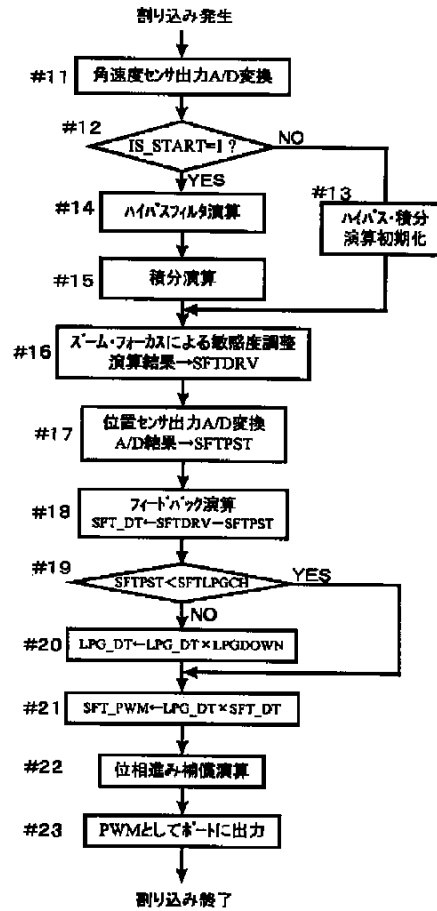 割り込み発生
#11
角速度センサ出力A/D変換
#12
IS_START=1 ?
NO
YES
#13
ハイパス・積分
演算初期化
#14
ハイパスフィルタ演算
#15
積分演算
#16
ズーム・フォーカスによる敏感度調整
演算結果→SFTDRV
#17
位置センサ出力A/D変換
A/D結果→SFTPST
#18
フィードバック演算
SFT_DT←SFTDRV−SFTPST
#19
SFTPST<SFTLPGCH
YES
NO
#20
LPG_DT←LPG_DT×LPGDOWN
#21
SFT_PWM←LPG_DT×SFT_DT
#22
位相進み補償演算
#23
PWMとしてポートに出力
割り込み終了